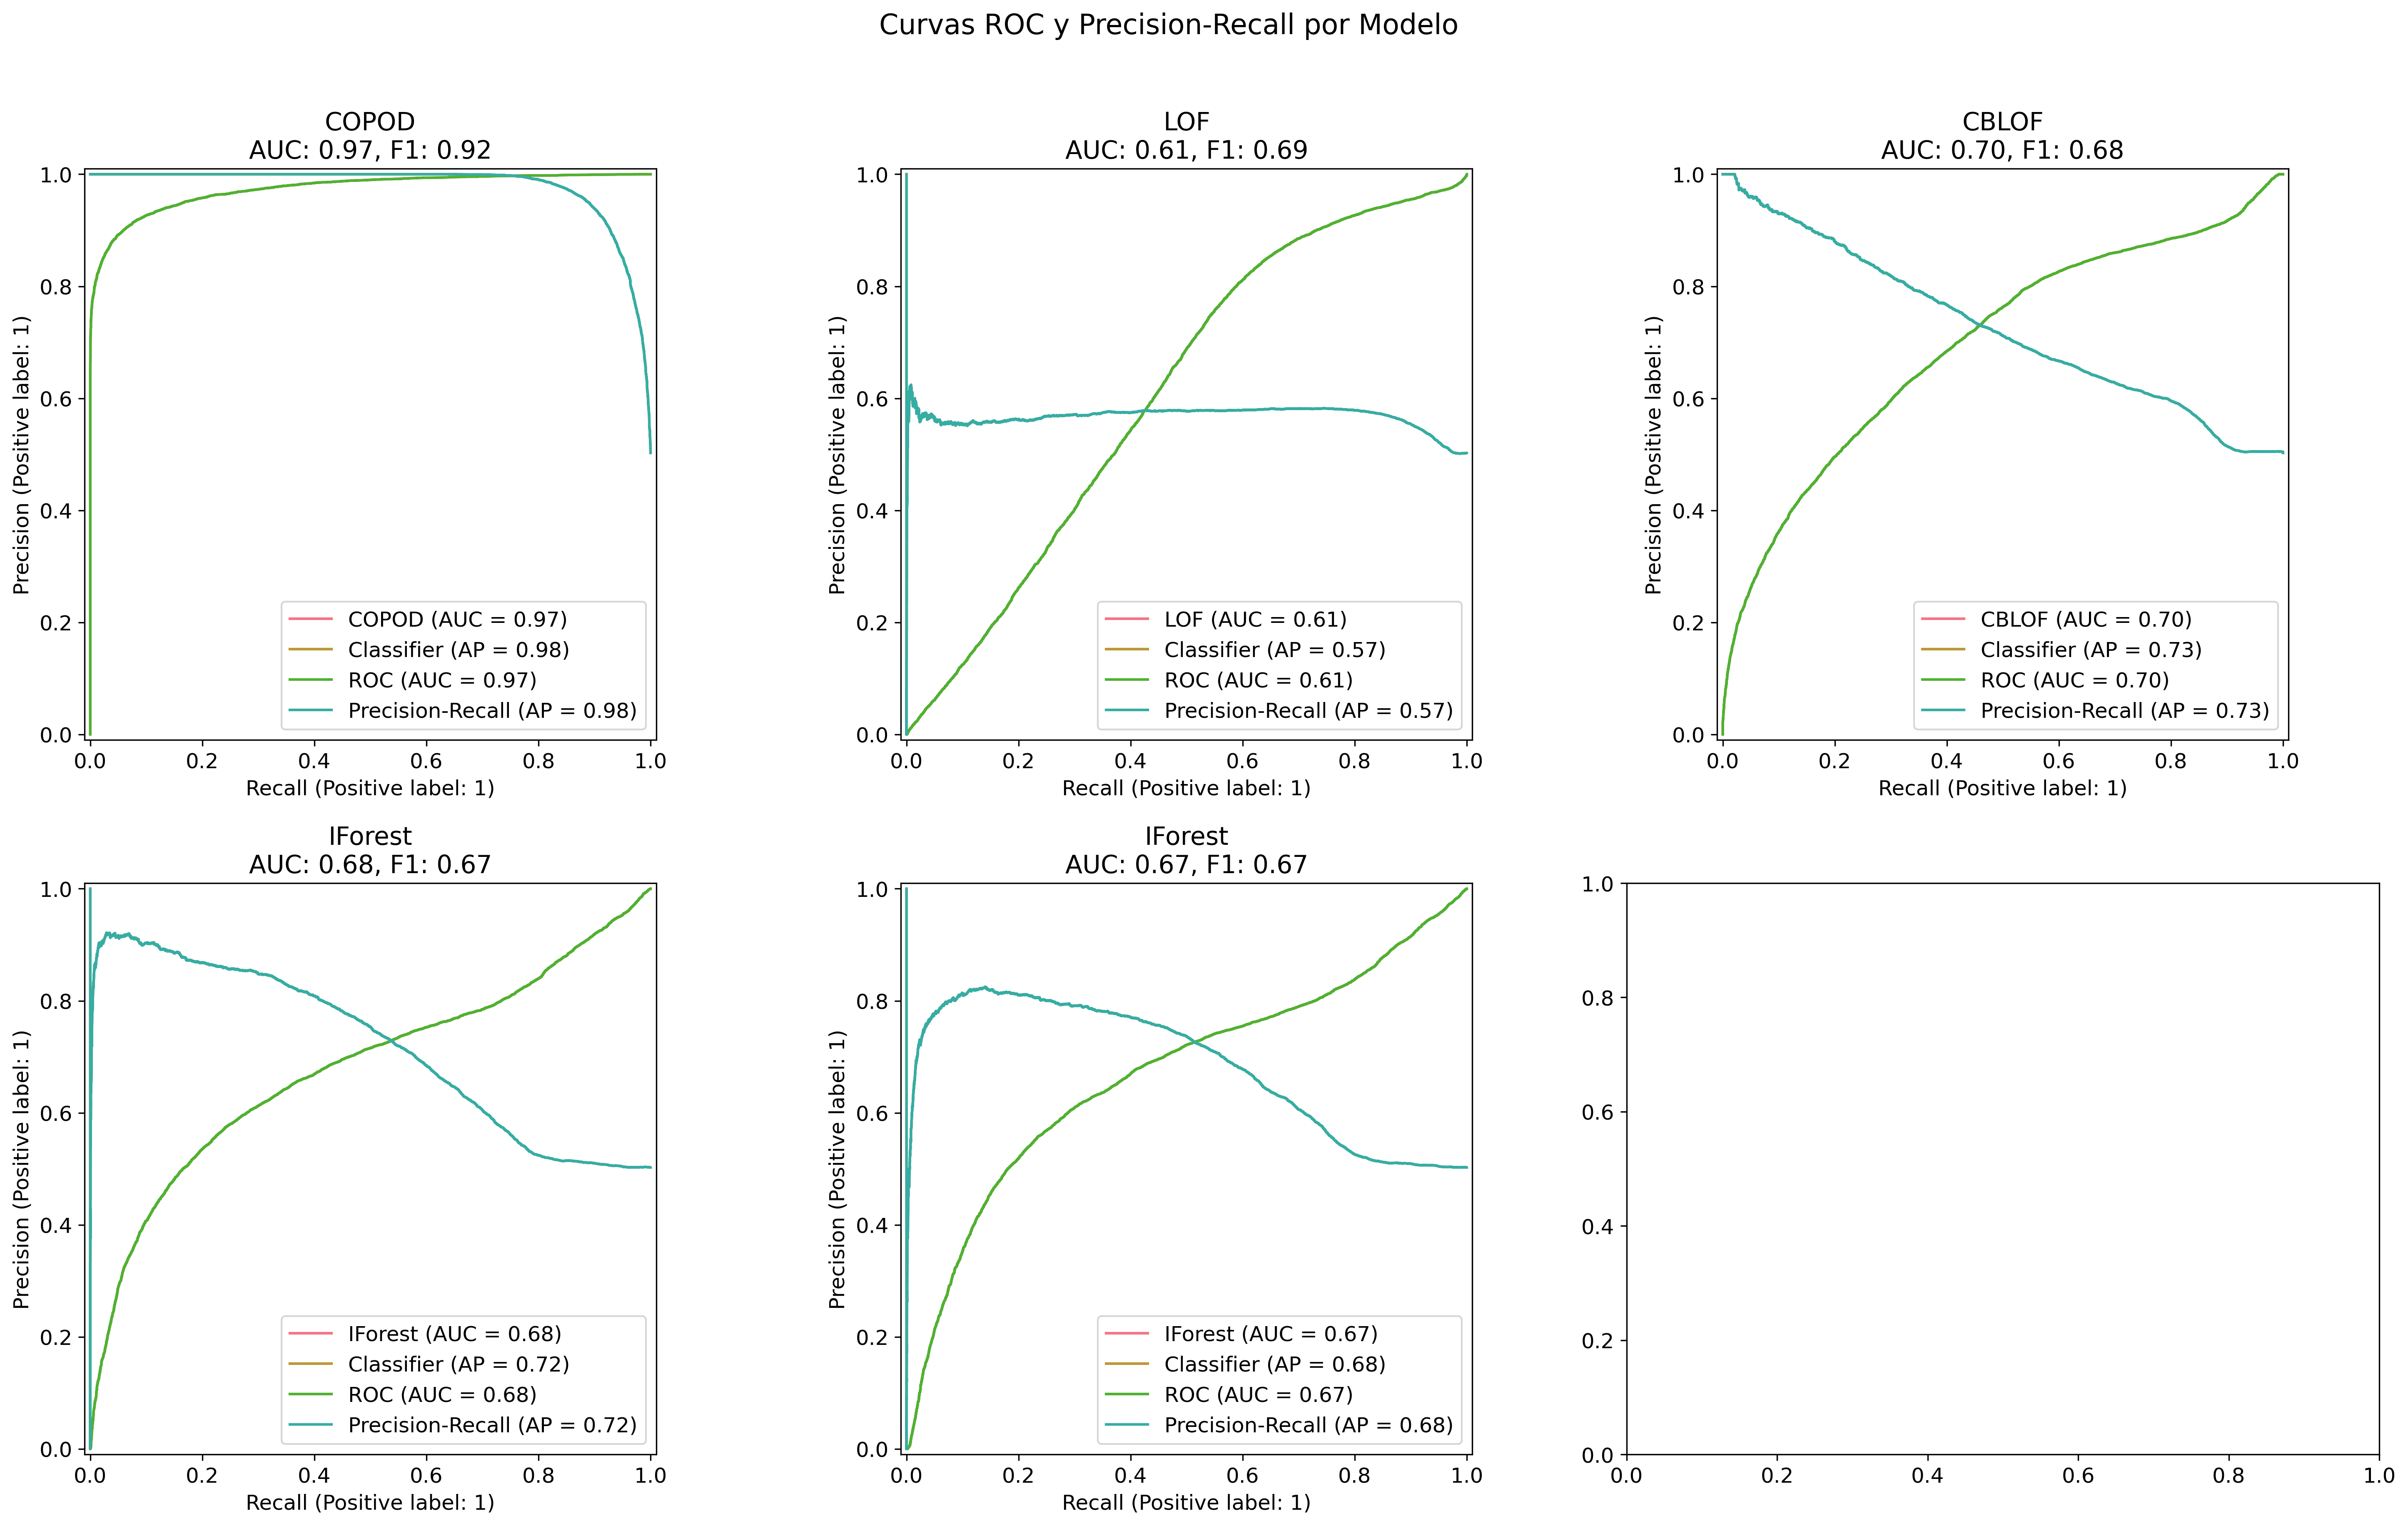 Curvas ROC y Precision-Recall por Modelo
COPOD
AUC: 0.97, F1: 0.92
1.0
0.8
0.6
0.4
0.2
0.0
Precision (Positive label: 1)
COPOD (AUC = 0.97)
Classifier (AP = 0.98)
ROC (AUC = 0.97)
Precision-Recall (AP = 0.98)
0.0 0.2 0.4 0.6 0.8 1.0
Recall (Positive label: 1)
LOF
AUC: 0.61, F1: 0.69
1.0
0.8
0.6
0.4
0.2
0.0
Precision (Positive label: 1)
LOF (AUC = 0.61)
Classifier (AP = 0.57)
ROC (AUC = 0.61)
Precision-Recall (AP = 0.57)
0.0 0.2 0.4 0.6 0.8 1.0
Recall (Positive label: 1)
CBLOF
AUC: 0.70, F1: 0.68
1.0
0.8
0.6
0.4
0.2
0.0
Precision (Positive label: 1)
CBLOF (AUC = 0.70)
Classifier (AP = 0.73)
ROC (AUC = 0.70)
Precision-Recall (AP = 0.73)
0.0 0.2 0.4 0.6 0.8 1.0
Recall (Positive label: 1)
IForest
AUC: 0.68, F1: 0.67
1.0
0.8
0.6
0.4
0.2
0.0
Precision (Positive label: 1)
IForest (AUC = 0.68)
Classifier (AP = 0.72)
ROC (AUC = 0.68)
Precision-Recall (AP = 0.72)
0.0 0.2 0.4 0.6 0.8 1.0
Recall (Positive label: 1)
IForest
AUC: 0.67, F1: 0.67
1.0
0.8
0.6
0.4
0.2
0.0
Precision (Positive label: 1)
IForest (AUC = 0.67)
Classifier (AP = 0.68)
ROC (AUC = 0.67)
Precision-Recall (AP = 0.68)
0.0 0.2 0.4 0.6 0.8 1.0
Recall (Positive label: 1)
1.0
0.8
0.6
0.4
0.2
0.0
0.0 0.2 0.4 0.6 0.8 1.0